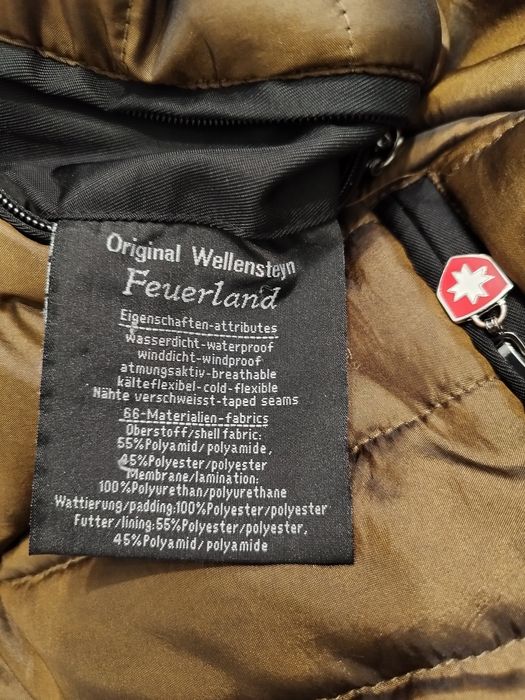 Original Wellensteyn
Feuerland
Eigenschaften-attributes
wasserdicht-waterproof
winddicht-windproof
atmungsaktiv-breathable
kälteflexibel-cold-flexible
Nähte verschweisst-taped seams
66-Materialien-fabrics
Oberstoff/shell fabric:
55%Polyamid/polyamide,
45%Polyester/polyester
Membrane/lamination:
100%Polyurethan/polyurethane
Wattierung/padding:100%Polyester/polyester
Futter/lining:55%Polyester/polyester,
45%Polyamid/polyamide